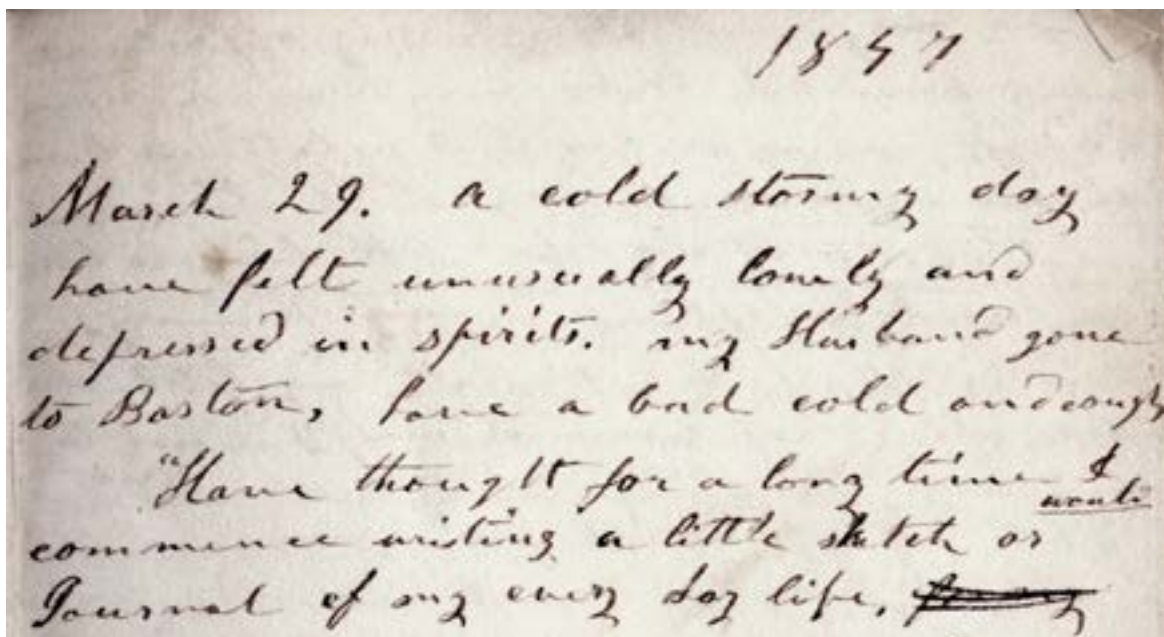 1857
March 29. A cold stormy day
have felt unusually lonely and
depressed in spirits. my Husband gone
to Boston, have a bad cold and cough
"Have thought for a long time I
would
commence writing a little sketch or
Journal of my every day life,